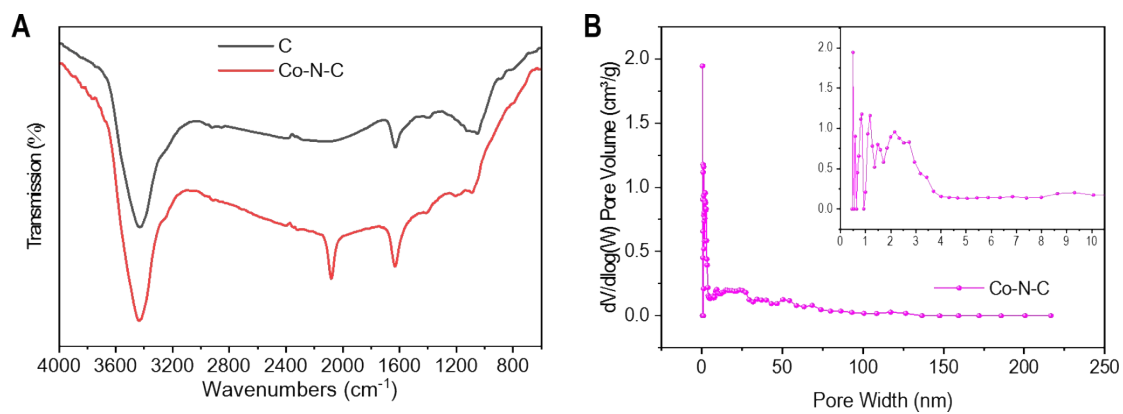 A
C
Co-N-C
Transmission (%)
4000 3600 3200 2800 2400 2000 1600 1200 800
Wavenumbers (cm⁻¹)
B
dV/dlog(W) Pore Volume (cm³/g)
2.0
1.5
1.0
0.5
0.0
0 50 100 150 200 250
Pore Width (nm)
2.0
1.5
1.0
0.5
0.0
0 1 2 3 4 5 6 7 8 9 10
Co-N-C